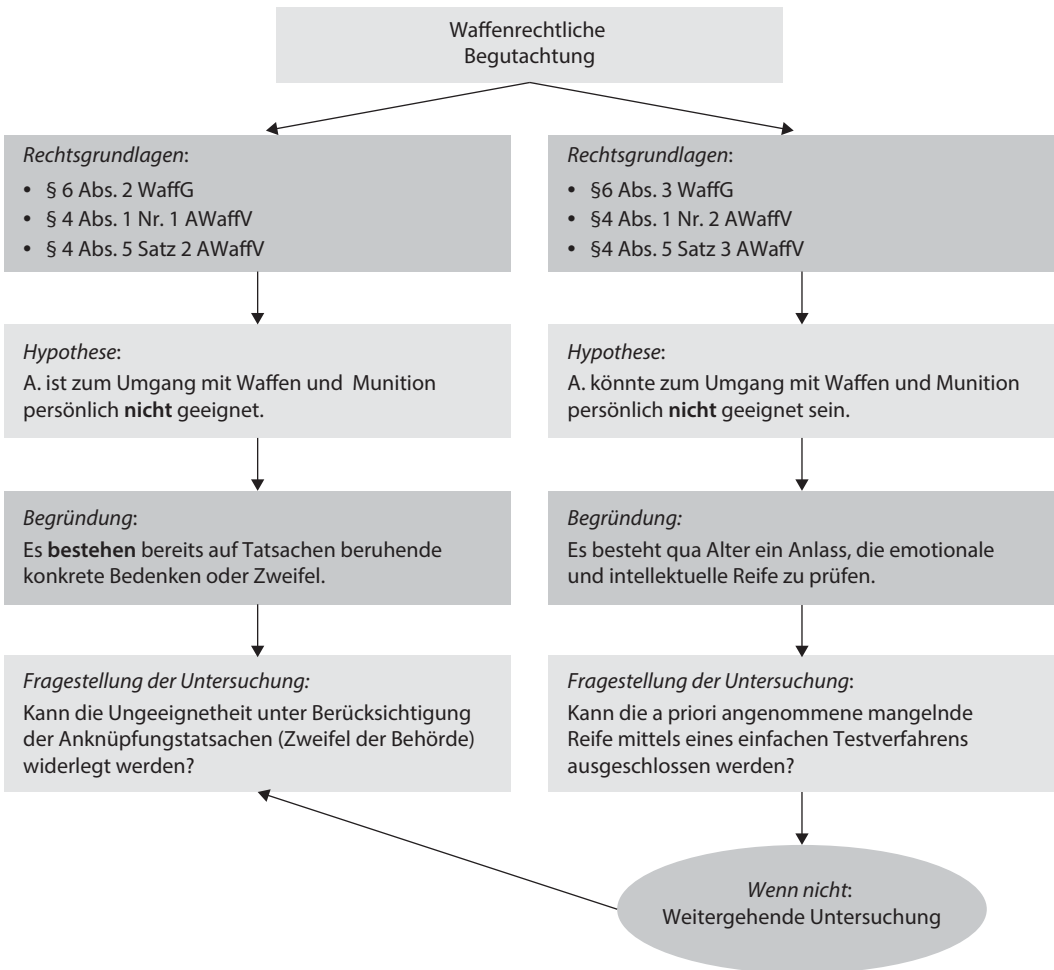 Waffenrechtliche
Begutachtung
Rechtsgrundlagen:
• § 6 Abs. 2 WaffG
• § 4 Abs. 1 Nr. 1 AWaffV
• § 4 Abs. 5 Satz 2 AWaffV
Hypothese:
A. ist zum Umgang mit Waffen und Munition
persönlich nicht geeignet.
Begründung:
Es bestehen bereits auf Tatsachen beruhende
konkrete Bedenken oder Zweifel.
Fragestellung der Untersuchung:
Kann die Ungeeignetheit unter Berücksichtigung
der Anknüpfungstatsachen (Zweifel der Behörde)
widerlegt werden?
Rechtsgrundlagen:
• §6 Abs. 3 WaffG
• §4 Abs. 1 Nr. 2 AWaffV
• §4 Abs. 5 Satz 3 AWaffV
Hypothese:
A. könnte zum Umgang mit Waffen und Munition
persönlich nicht geeignet sein.
Begründung:
Es besteht qua Alter ein Anlass, die emotionale
und intellektuelle Reife zu prüfen.
Fragestellung der Untersuchung:
Kann die a priori angenommene mangelnde
Reife mittels eines einfachen Testverfahrens
ausgeschlossen werden?
Wenn nicht:
Weitergehende Untersuchung